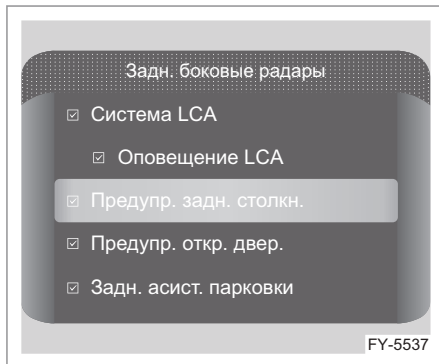 Задн. боковые радары
Система LCA
Оповещение LCA
Предупр. задн. столкн.
Предупр. откр. двер.
Задн. асист. парковки
FY-5537